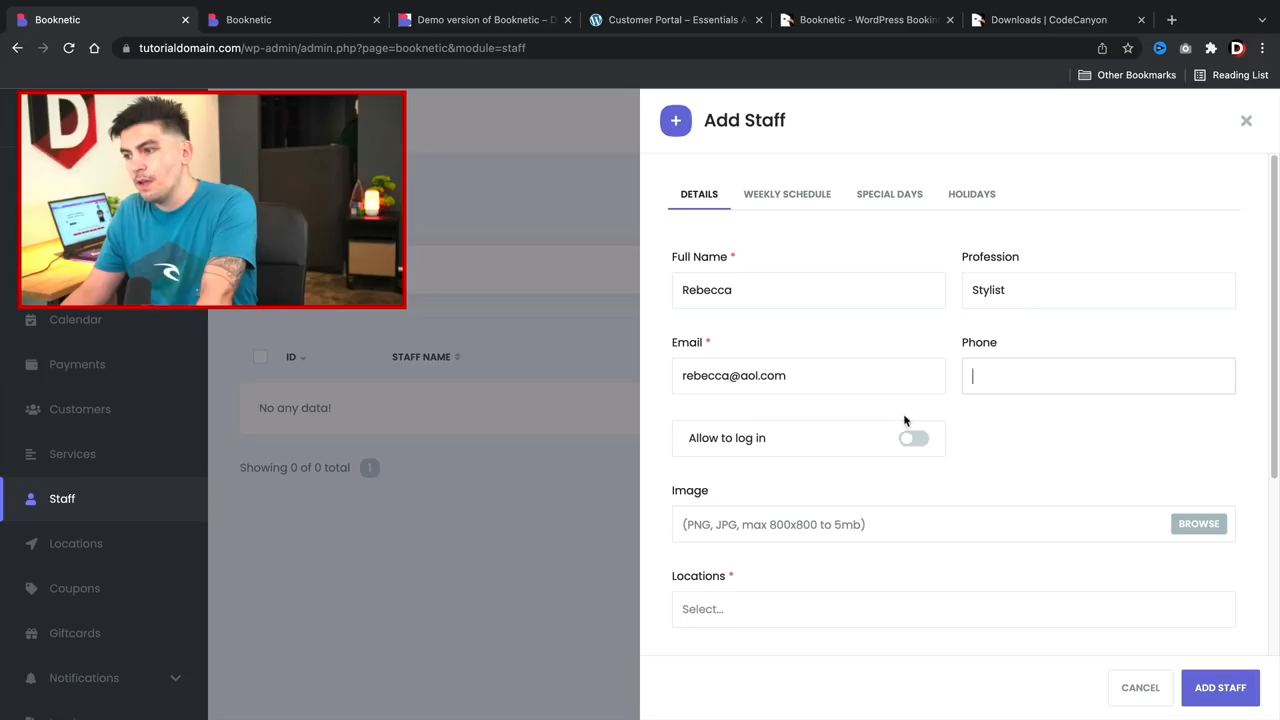 Booknetic
Booknetic
Demo version of Booknetic – D
Customer Portal – Essentials A
Booknetic - WordPress Bookin
Downloads | CodeCanyon
tutorialdomain.com/wp-admin/admin.php?page=booknetic&module=staff
D
Other Bookmarks
Reading List
D
Add Staff
DETAILS
WEEKLY SCHEDULE
SPECIAL DAYS
HOLIDAYS
Full Name *
Profession
Rebecca
Stylist
Email *
Phone
rebecca@aol.com
Allow to log in
Image
(PNG, JPG, max 800x800 to 5mb)
BROWSE
Locations *
Select...
CANCEL
ADD STAFF
Calendar
Payments
Customers
Services
Staff
Locations
Coupons
Giftcards
Notifications
ID
STAFF NAME
No any data!
Showing 0 of 0 total
1